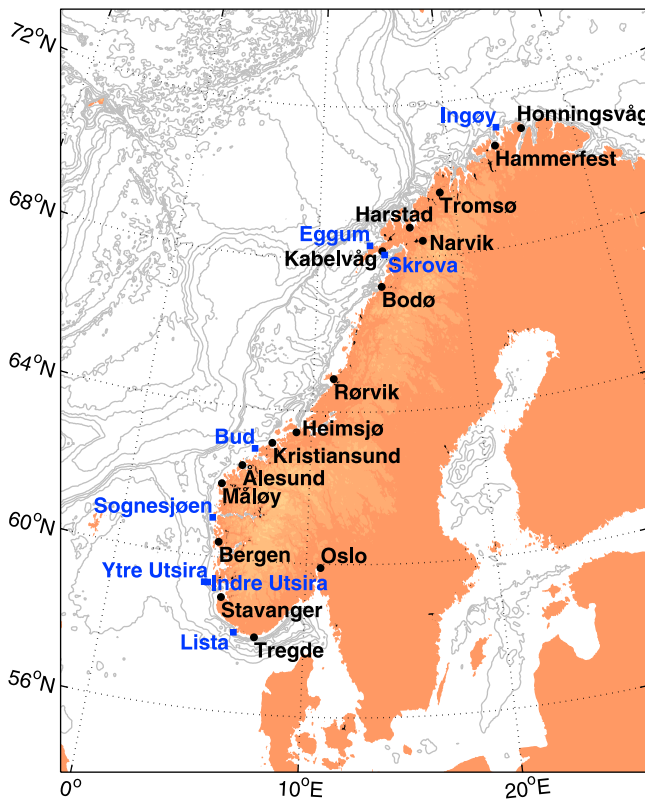 72°N
Ingøy
Honningsvåg
Hammerfest
68°N
Tromsø
Harstad
Eggum
Narvik
Kabelvåg
Skrova
Bodø
64°N
Rørvik
Heimsjø
Bud
Kristiansund
Ålesund
Måløy
Sognesjøen
60°N
Bergen
Oslo
Ytre Utsira
Indre Utsira
Stavanger
Lista
Tregde
56°N
0°
10°E
20°E